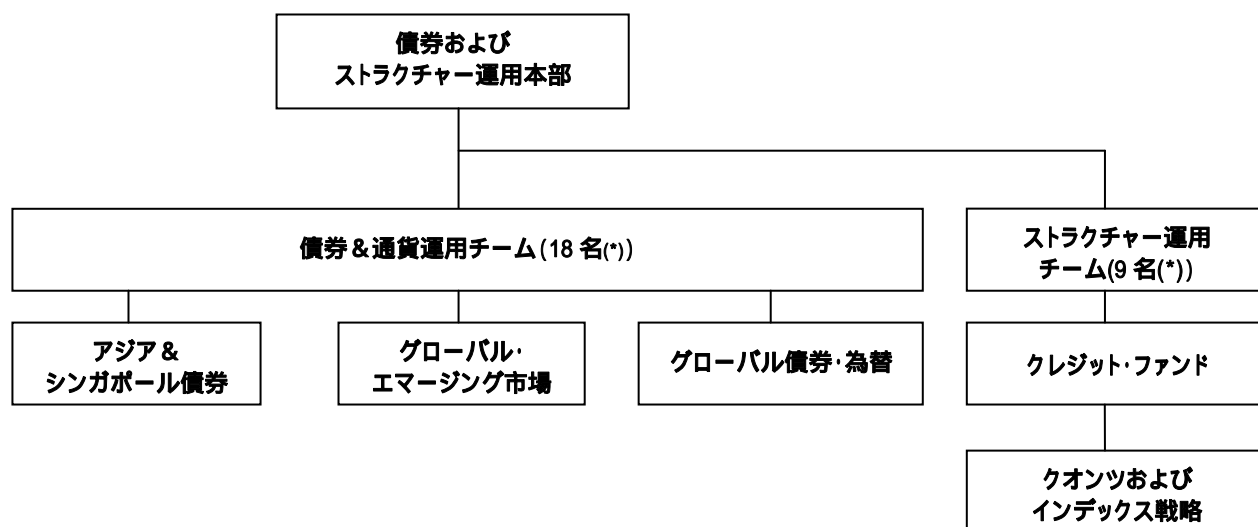 債券および
ストラクチャー運用本部
債券＆通貨運用チーム(18 名(*))
ストラクチャー運用
チーム(9 名(*))
アジア＆
シンガポール債券
グローバル・
エマージング市場
グローバル債券・為替
クレジット・ファンド
クオンツおよび
インデックス戦略